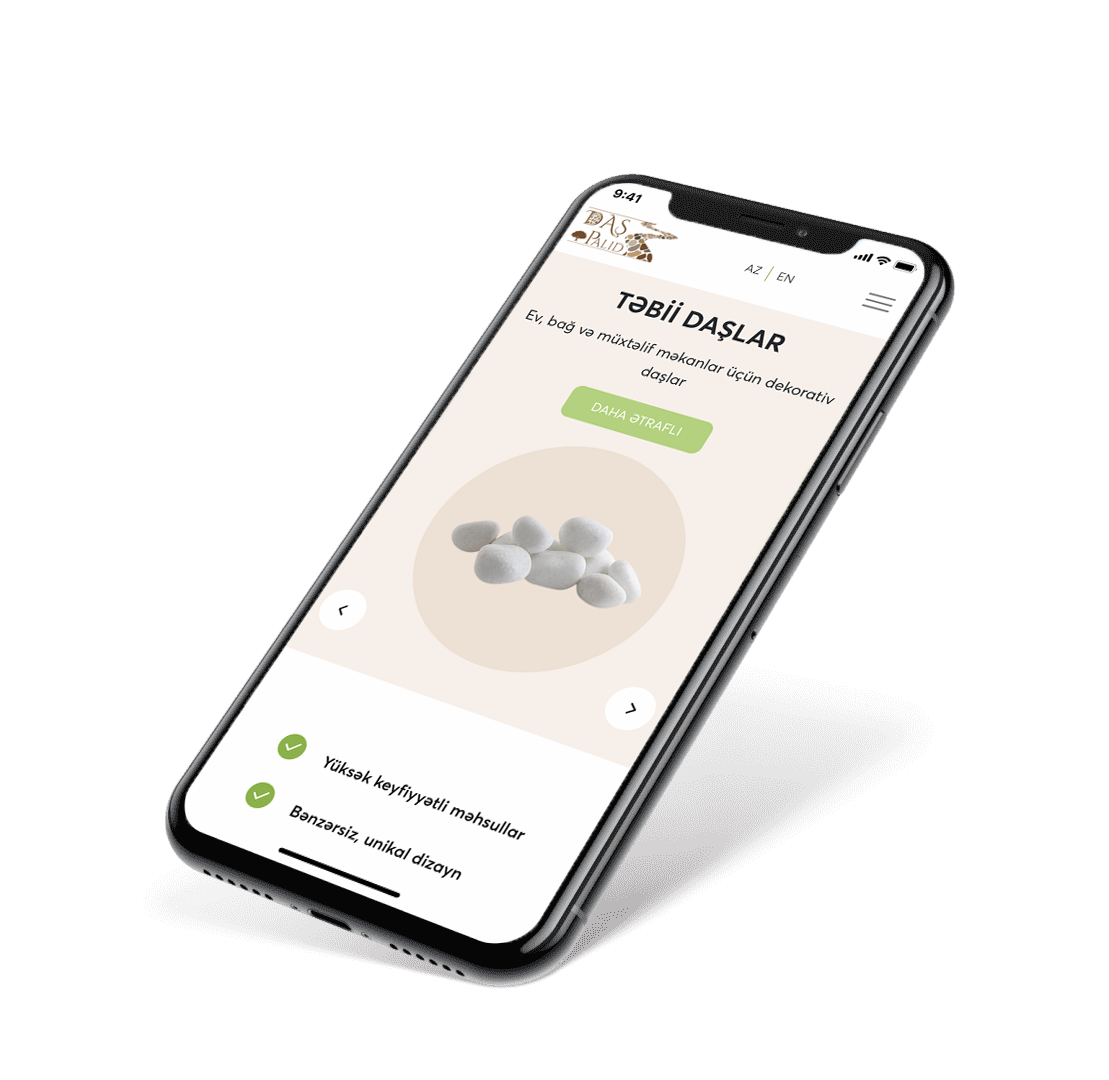 9:41
DAŞ
PALID
AZ | EN
TƏBİİ DAŞLAR
Ev, bağ və müxtəlif məkanlar üçün dekorativ
daşlar
DAHA ƏTRAFLI
Yüksək keyfiyyətli məhsullar
Bənzərsiz, unikal dizayn